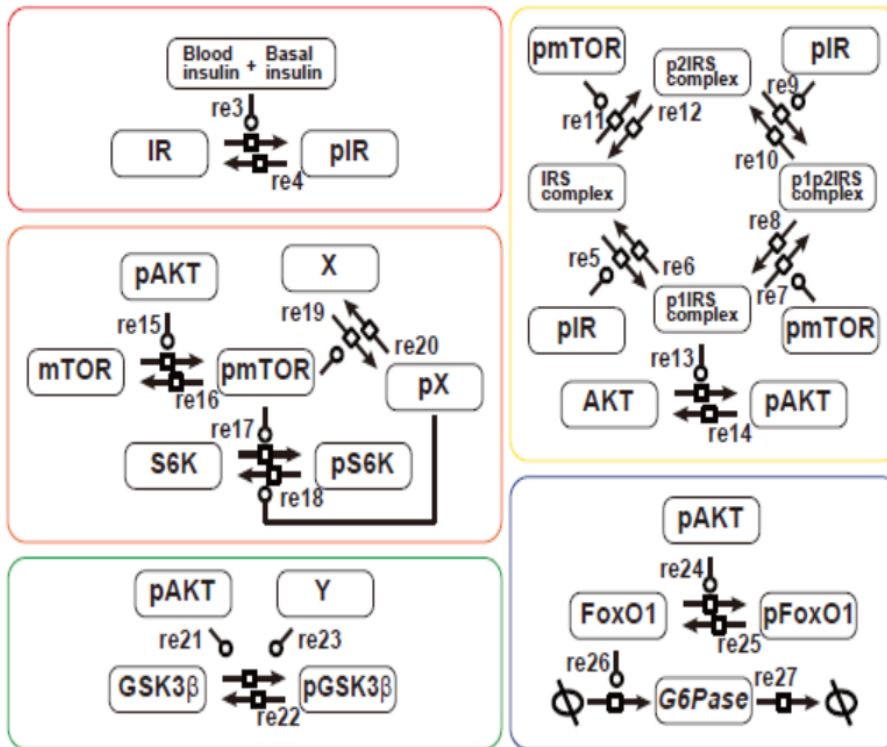 Blood
insulin + Basal
insulin
re3
IR
pIR
re4
pmTOR
p2IRS
complex
pIR
re9
re11
re12
re10
IRS
complex
p1p2IRS
complex
re8
re5
re6
re7
p1IRS
complex
pIR
pmTOR
re13
AKT
pAKT
re14
pAKT
X
re15
re19
re20
mTOR
pmTOR
re16
pX
re17
S6K
pS6K
re18
pAKT
Y
re21
re23
GSK3β
pGSK3β
re22
pAKT
re24
FoxO1
pFoxO1
re25
re26
re27
G6Pase